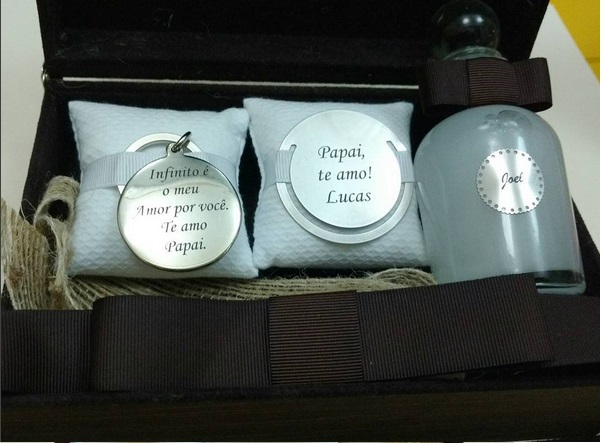 Infinito é
o meu
Amor por você.
Te amo
Papai.
Papai,
te amo!
Lucas
Joel